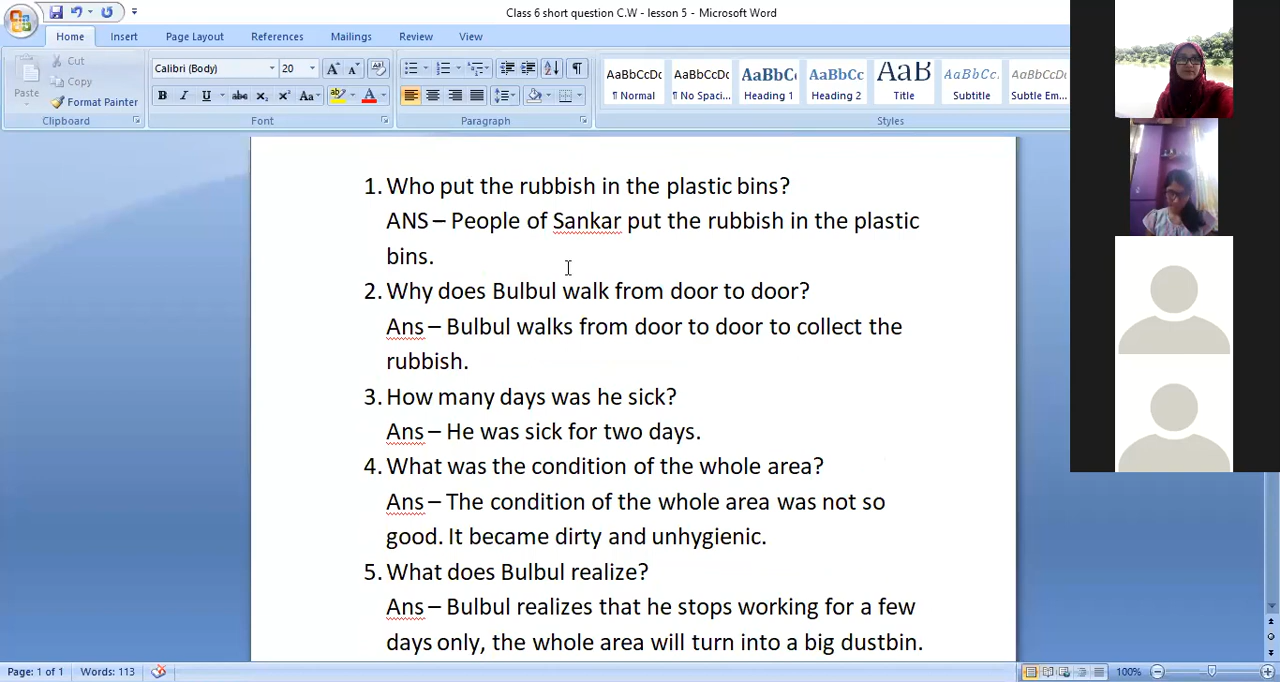 Class 6 short question C.W - lesson 5 - Microsoft Word
Home Insert Page Layout References Mailings Review View
Cut
Copy
Paste
Format Painter
Calibri (Body) 20
AaBbCcDc AaBbCcDc AaBbC AaBbCc AaB AaBbCc. AaBbCcDc
¶ Normal ¶ No Spaci... Heading 1 Heading 2 Title Subtitle Subtle Em...
Clipboard Font Paragraph Styles
1. Who put the rubbish in the plastic bins?
ANS – People of Sankar put the rubbish in the plastic
bins.
2. Why does Bulbul walk from door to door?
Ans – Bulbul walks from door to door to collect the
rubbish.
3. How many days was he sick?
Ans – He was sick for two days.
4. What was the condition of the whole area?
Ans – The condition of the whole area was not so
good. It became dirty and unhygienic.
5. What does Bulbul realize?
Ans – Bulbul realizes that he stops working for a few
days only, the whole area will turn into a big dustbin.
Page: 1 of 1 Words: 113 100%